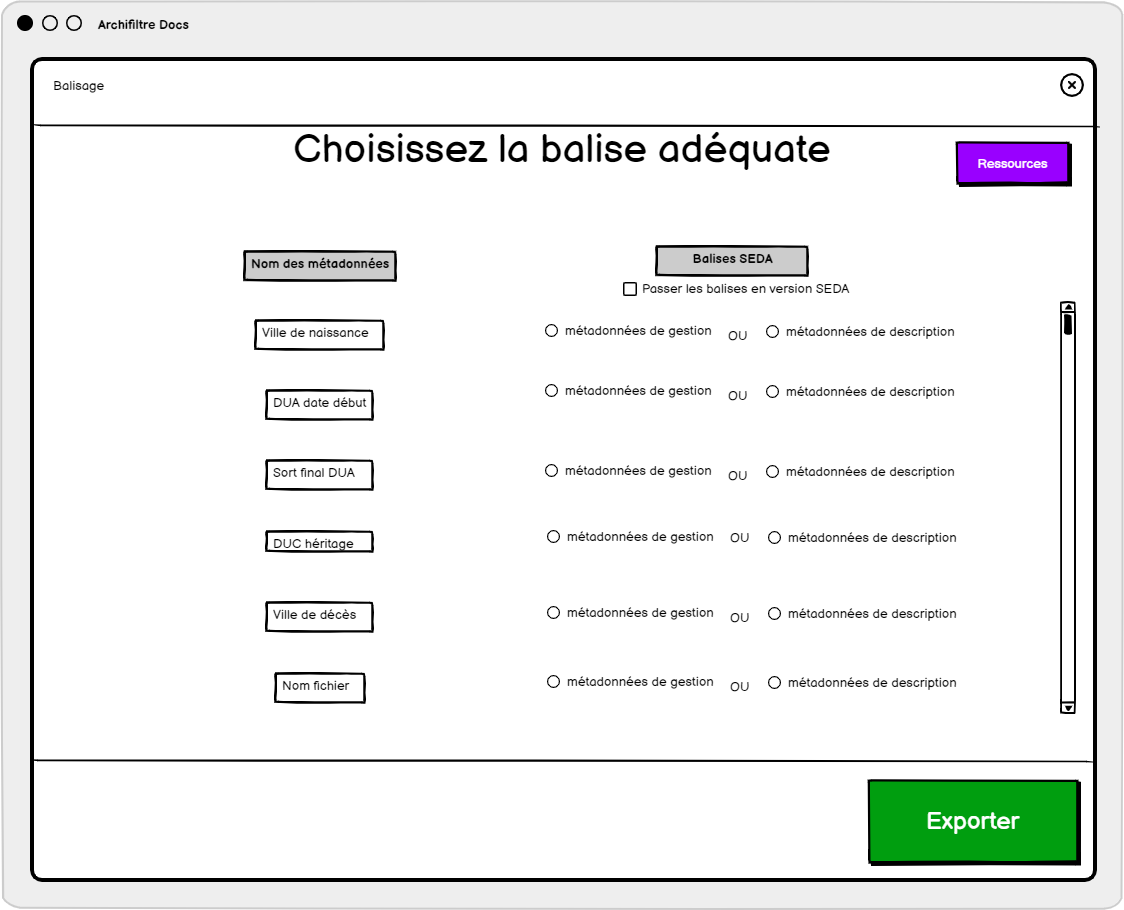 Archifiltre Docs
Balisage
Choisissez la balise adéquate
Ressources
Nom des métadonnées
Balises SEDA
Passer les balises en version SEDA
Ville de naissance
métadonnées de gestion OU métadonnées de description
DUA date début
métadonnées de gestion OU métadonnées de description
Sort final DUA
métadonnées de gestion OU métadonnées de description
DUC héritage
métadonnées de gestion OU métadonnées de description
Ville de décès
métadonnées de gestion OU métadonnées de description
Nom fichier
métadonnées de gestion OU métadonnées de description
Exporter